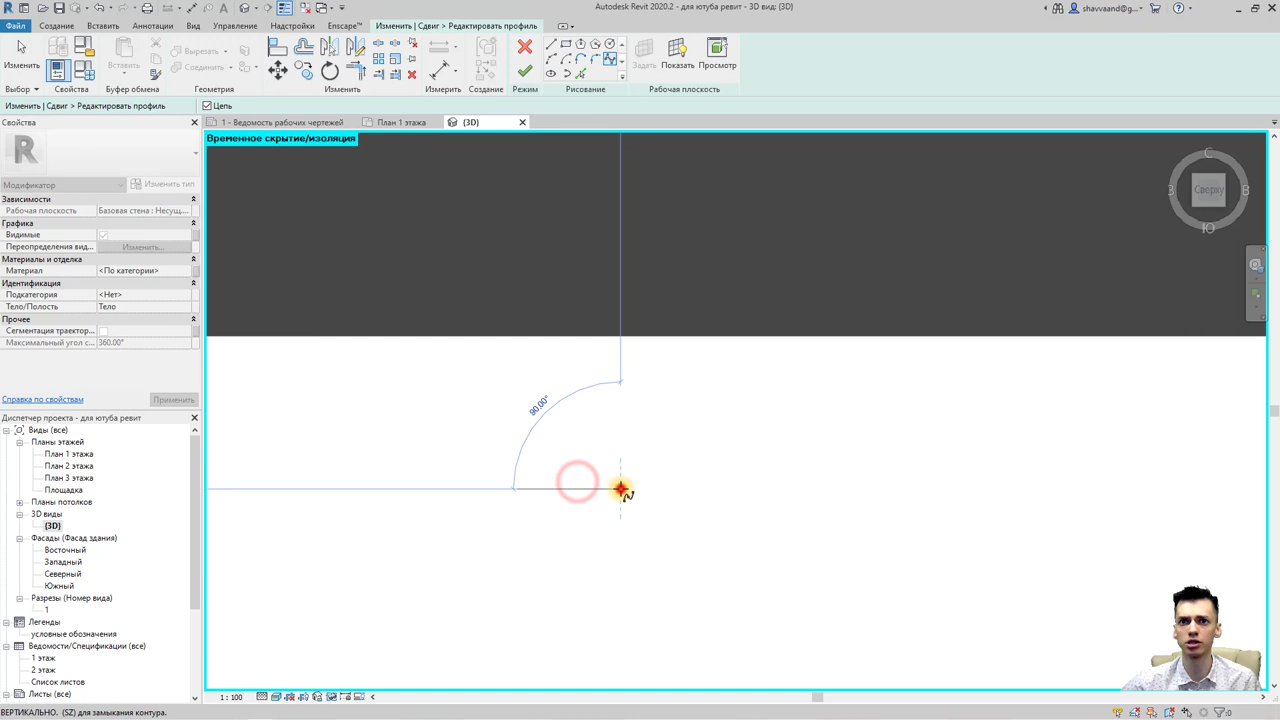 Autodesk Revit 2020.2 - для ютуба ревит - 3D вид: {3D}
shavvaand@g...
Файл
Создание
Вставить
Аннотации
Вид
Управление
Надстройки
Enscape™
Изменить | Сдвиг > Редактировать профиль
Изменить
Вставить
Вырезать
Соединить
Задать
Показать
Просмотр
Выбор
Свойства
Буфер обмена
Геометрия
Изменить
Измерить
Создание
Режим
Рисование
Рабочая плоскость
Изменить | Сдвиг > Редактировать профиль
Цепь
Свойства
1 - Ведомость рабочих чертежей
План 1 этажа
{3D}
Временное скрытие/изоляция
R
Модификатор
Изменить тип
Зависимости
Рабочая плоскость
Базовая стена : Несущ....
Графика
Видимые
Переопределения вид...
Изменить...
Материалы и отделка
Материал
<По категории>
Идентификация
Подкатегория
<Нет>
Тело/Полость
Тело
Прочее
Сегментация траектор...
Максимальный угол с...
360.00°
Справка по свойствам
Применить
С
В
Сверху
В
Ю
90.00°
Диспетчер проекта - для ютуба ревит
Виды (все)
Планы этажей
План 1 этажа
План 2 этажа
План 3 этажа
Площадка
Планы потолков
3D виды
{3D}
Фасады (Фасад здания)
Восточный
Западный
Северный
Южный
Разрезы (Номер вида)
1
Легенды
условные обозначения
Ведомости/Спецификации (все)
1 этаж
2 этаж
Список листов
Листы (все)
1 : 100
ВЕРТИКАЛЬНО. (SZ) для замыкания контура.
:0